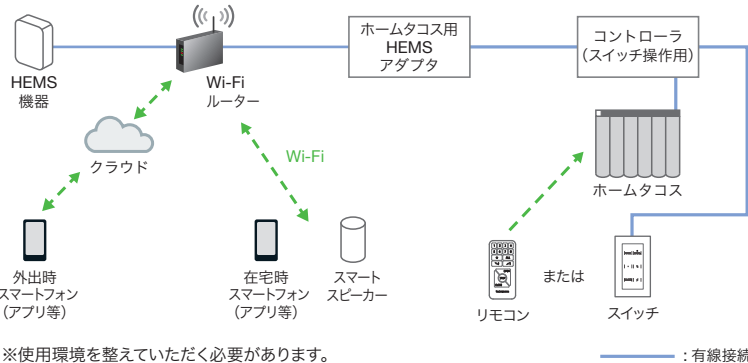 ホームタコス用
HEMS
アダプタ
コントローラ
(スイッチ操作用)
HEMS
機器
Wi-Fi
ルーター
クラウド
Wi-Fi
ホームタコス
外出時
スマートフォン
(アプリ等)
在宅時
スマートフォン
(アプリ等)
スマート
スピーカー
リモコン
または
スイッチ
※使用環境を整えていただく必要があります。
:有線接続